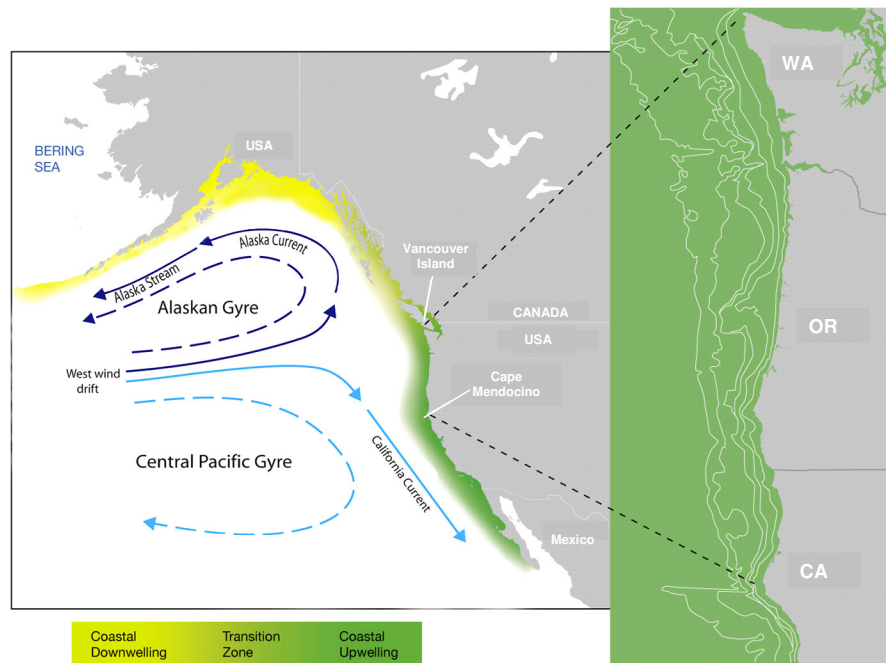 WA
BERING
SEA
USA
Alaska Current
Vancouver
Island
Alaska Stream
Alaskan Gyre
CANADA
OR
USA
West wind
drift
Cape
Mendocino
Central Pacific Gyre
California Current
Mexico
CA
Coastal
Downwelling
Transition
Zone
Coastal
Upwelling